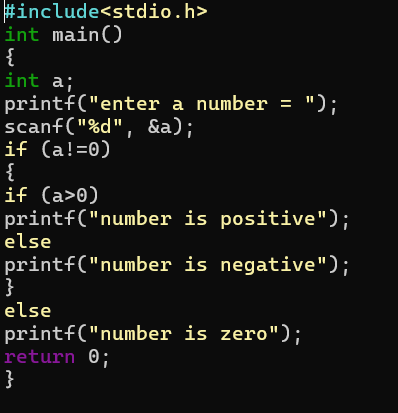 #include<stdio.h>
int main()
{
int a;
printf("enter a number = ");
scanf("%d", &a);
if (a!=0)
{
if (a>0)
printf("number is positive");
else
printf("number is negative");
}
else
printf("number is zero");
return 0;
}